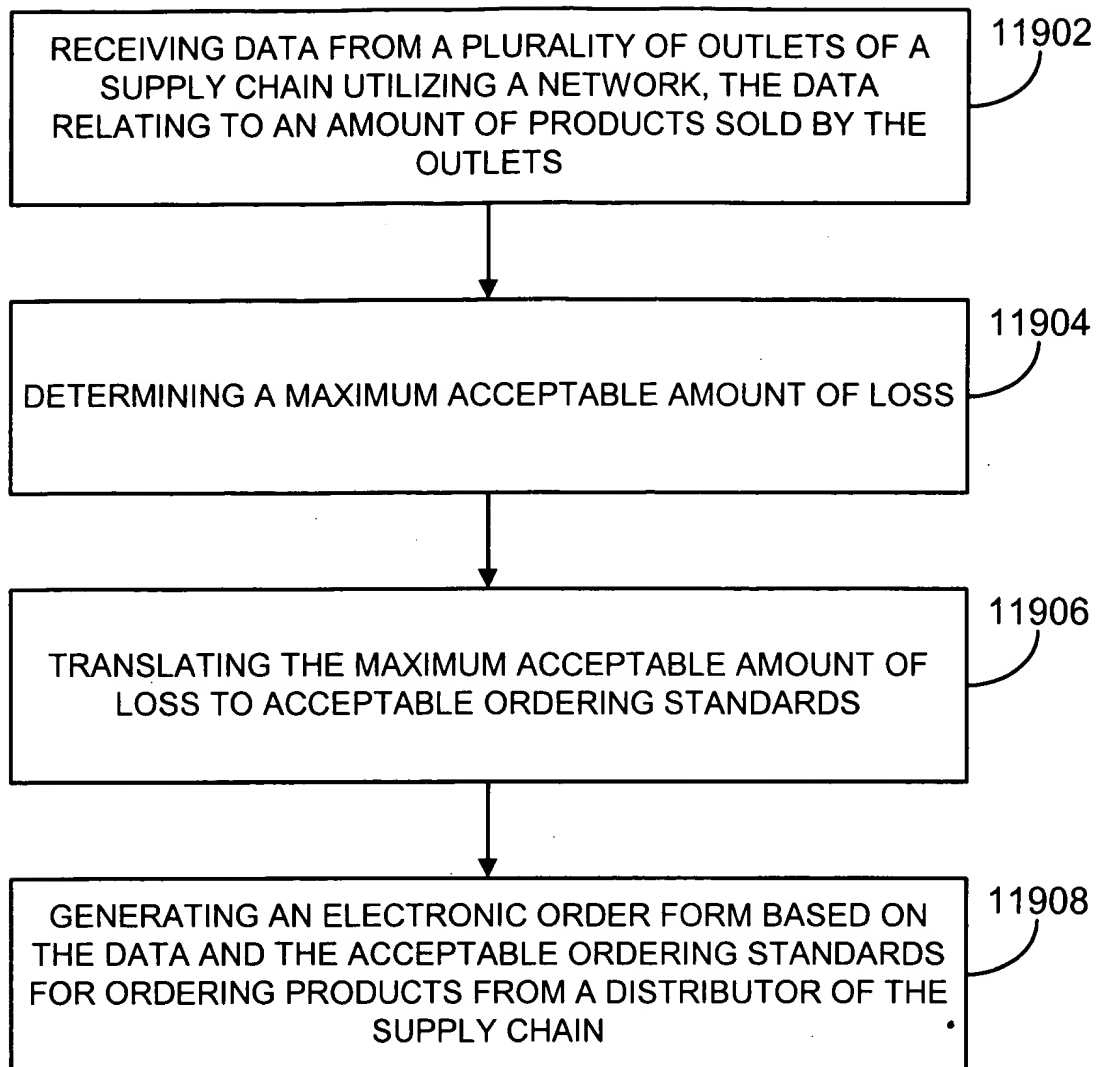 RECEIVING DATA FROM A PLURALITY OF OUTLETS OF A
SUPPLY CHAIN UTILIZING A NETWORK, THE DATA
RELATING TO AN AMOUNT OF PRODUCTS SOLD BY THE
OUTLETS
11902
DETERMINING A MAXIMUM ACCEPTABLE AMOUNT OF LOSS
11904
TRANSLATING THE MAXIMUM ACCEPTABLE AMOUNT OF
LOSS TO ACCEPTABLE ORDERING STANDARDS
11906
GENERATING AN ELECTRONIC ORDER FORM BASED ON
THE DATA AND THE ACCEPTABLE ORDERING STANDARDS
FOR ORDERING PRODUCTS FROM A DISTRIBUTOR OF THE
SUPPLY CHAIN
11908